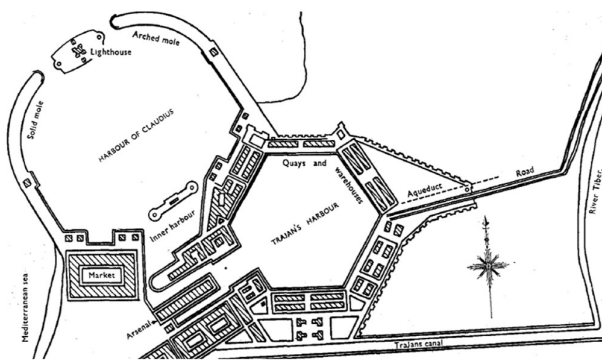 Arched mole
Lighthouse
Solid mole
HARBOUR OF CLAUDIUS
Quays and
warehouses
Aqueduct
Road
River Tiber
Inner harbour
TRAJAN'S HARBOUR
Market
Mediterranean sea
Arsenal
Trajans canal